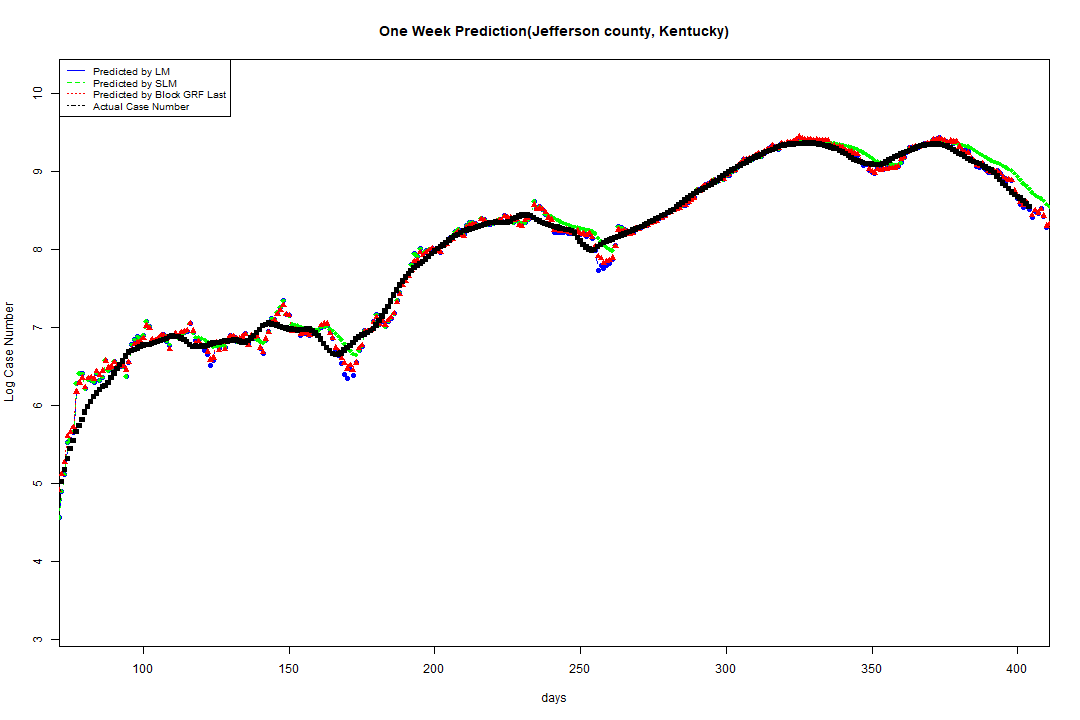 One Week Prediction(Jefferson county, Kentucky)
Predicted by LM
Predicted by SLM
Predicted by Block GRF Last
Actual Case Number
Log Case Number
10
9
8
7
6
5
4
3
100 150 200 250 300 350 400
days